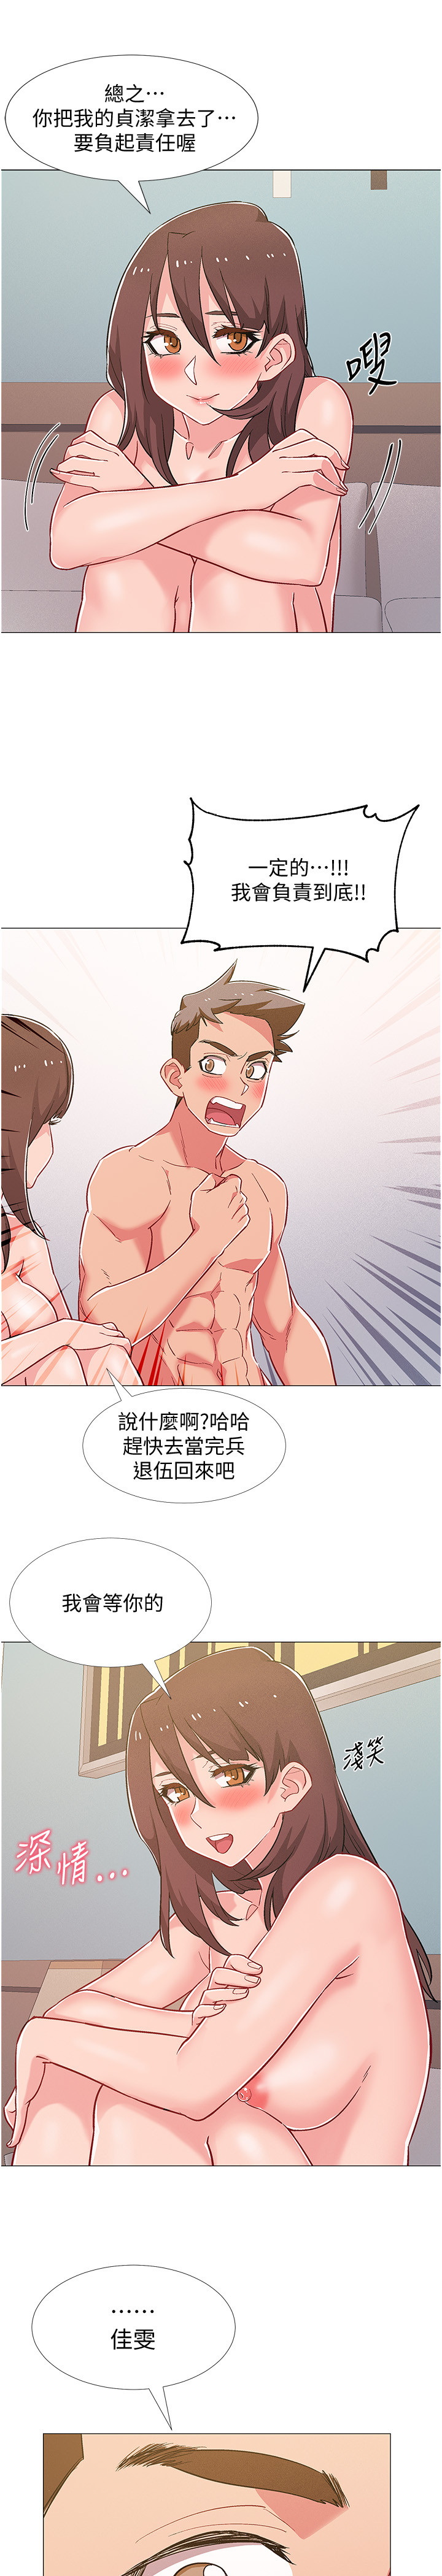 總之⋯
你把我的貞潔拿去了⋯
要負起責任喔
嗖
一定的⋯!!!
我會負責到底!!
說什麼啊?哈哈
趕快去當完兵
退伍回來吧
我會等你的
淺笑
深情...
⋯⋯
佳雯